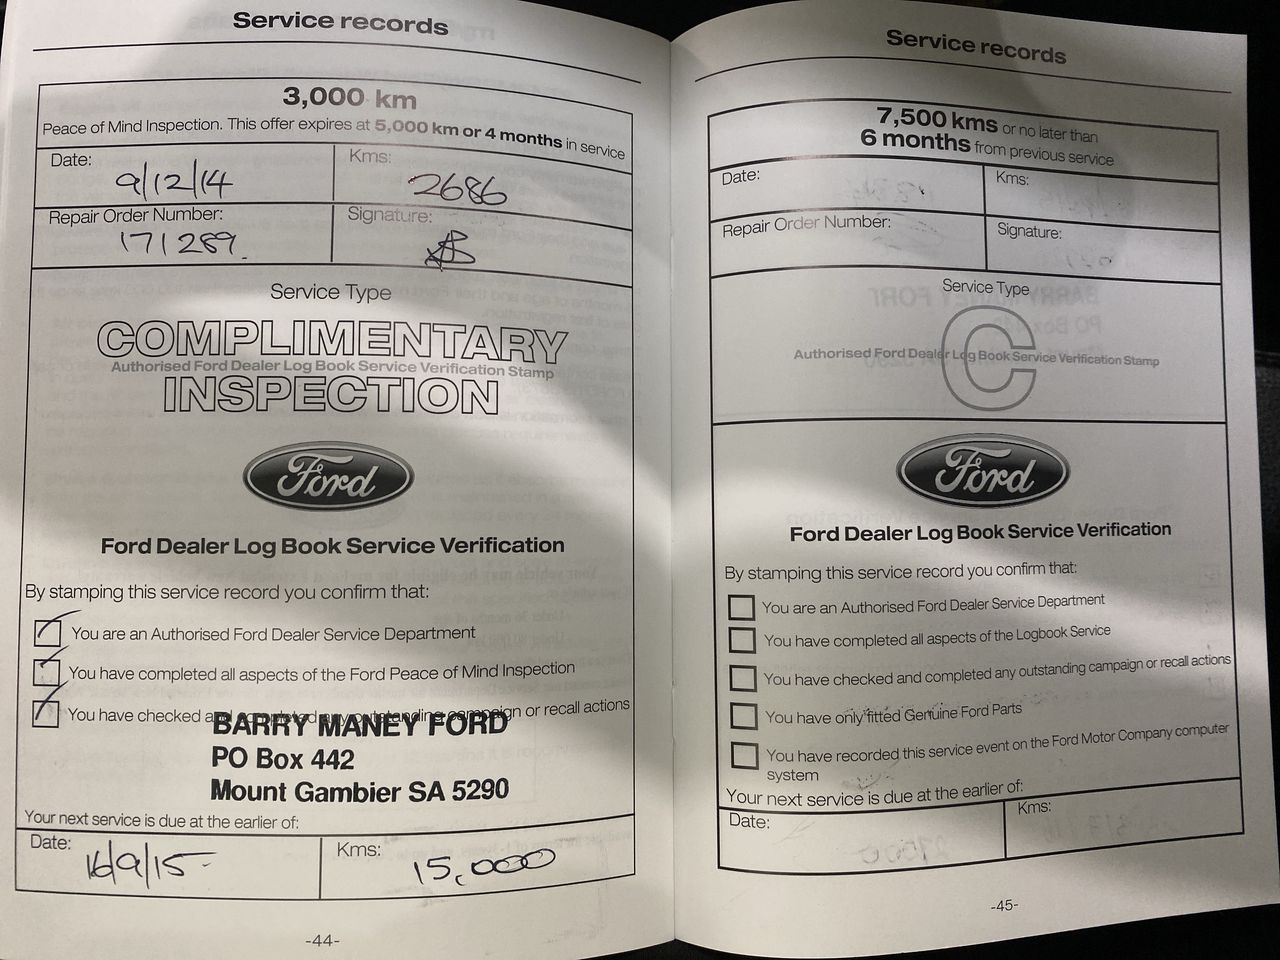 Service records
3,000 km
Peace of Mind Inspection. This offer expires at 5,000 km or 4 months in service
Date:
9/12/14
Kms:
2686
Repair Order Number:
171289.
Signature:
Service Type
COMPLIMENTARY
Authorised Ford Dealer Log Book Service Verification Stamp
INSPECTION
Ford
Ford Dealer Log Book Service Verification
By stamping this service record you confirm that:
You are an Authorised Ford Dealer Service Department
You have completed all aspects of the Ford Peace of Mind Inspection
You have checked and completed any outstanding campaign or recall actions
BARRY MANEY FORD
PO Box 442
Mount Gambier SA 5290
Your next service is due at the earlier of:
Date:
16/9/15
Kms:
15,000
-44-
Service records
7,500 kms or no later than
6 months from previous service
Date:
Kms:
Repair Order Number:
Signature:
Service Type
C
Authorised Ford Dealer Log Book Service Verification Stamp
Ford
Ford Dealer Log Book Service Verification
By stamping this service record you confirm that:
You are an Authorised Ford Dealer Service Department
You have completed all aspects of the Logbook Service
You have checked and completed any outstanding campaign or recall actions
You have only fitted Genuine Ford Parts
You have recorded this service event on the Ford Motor Company computer
system
Your next service is due at the earlier of:
Date:
Kms:
-45-